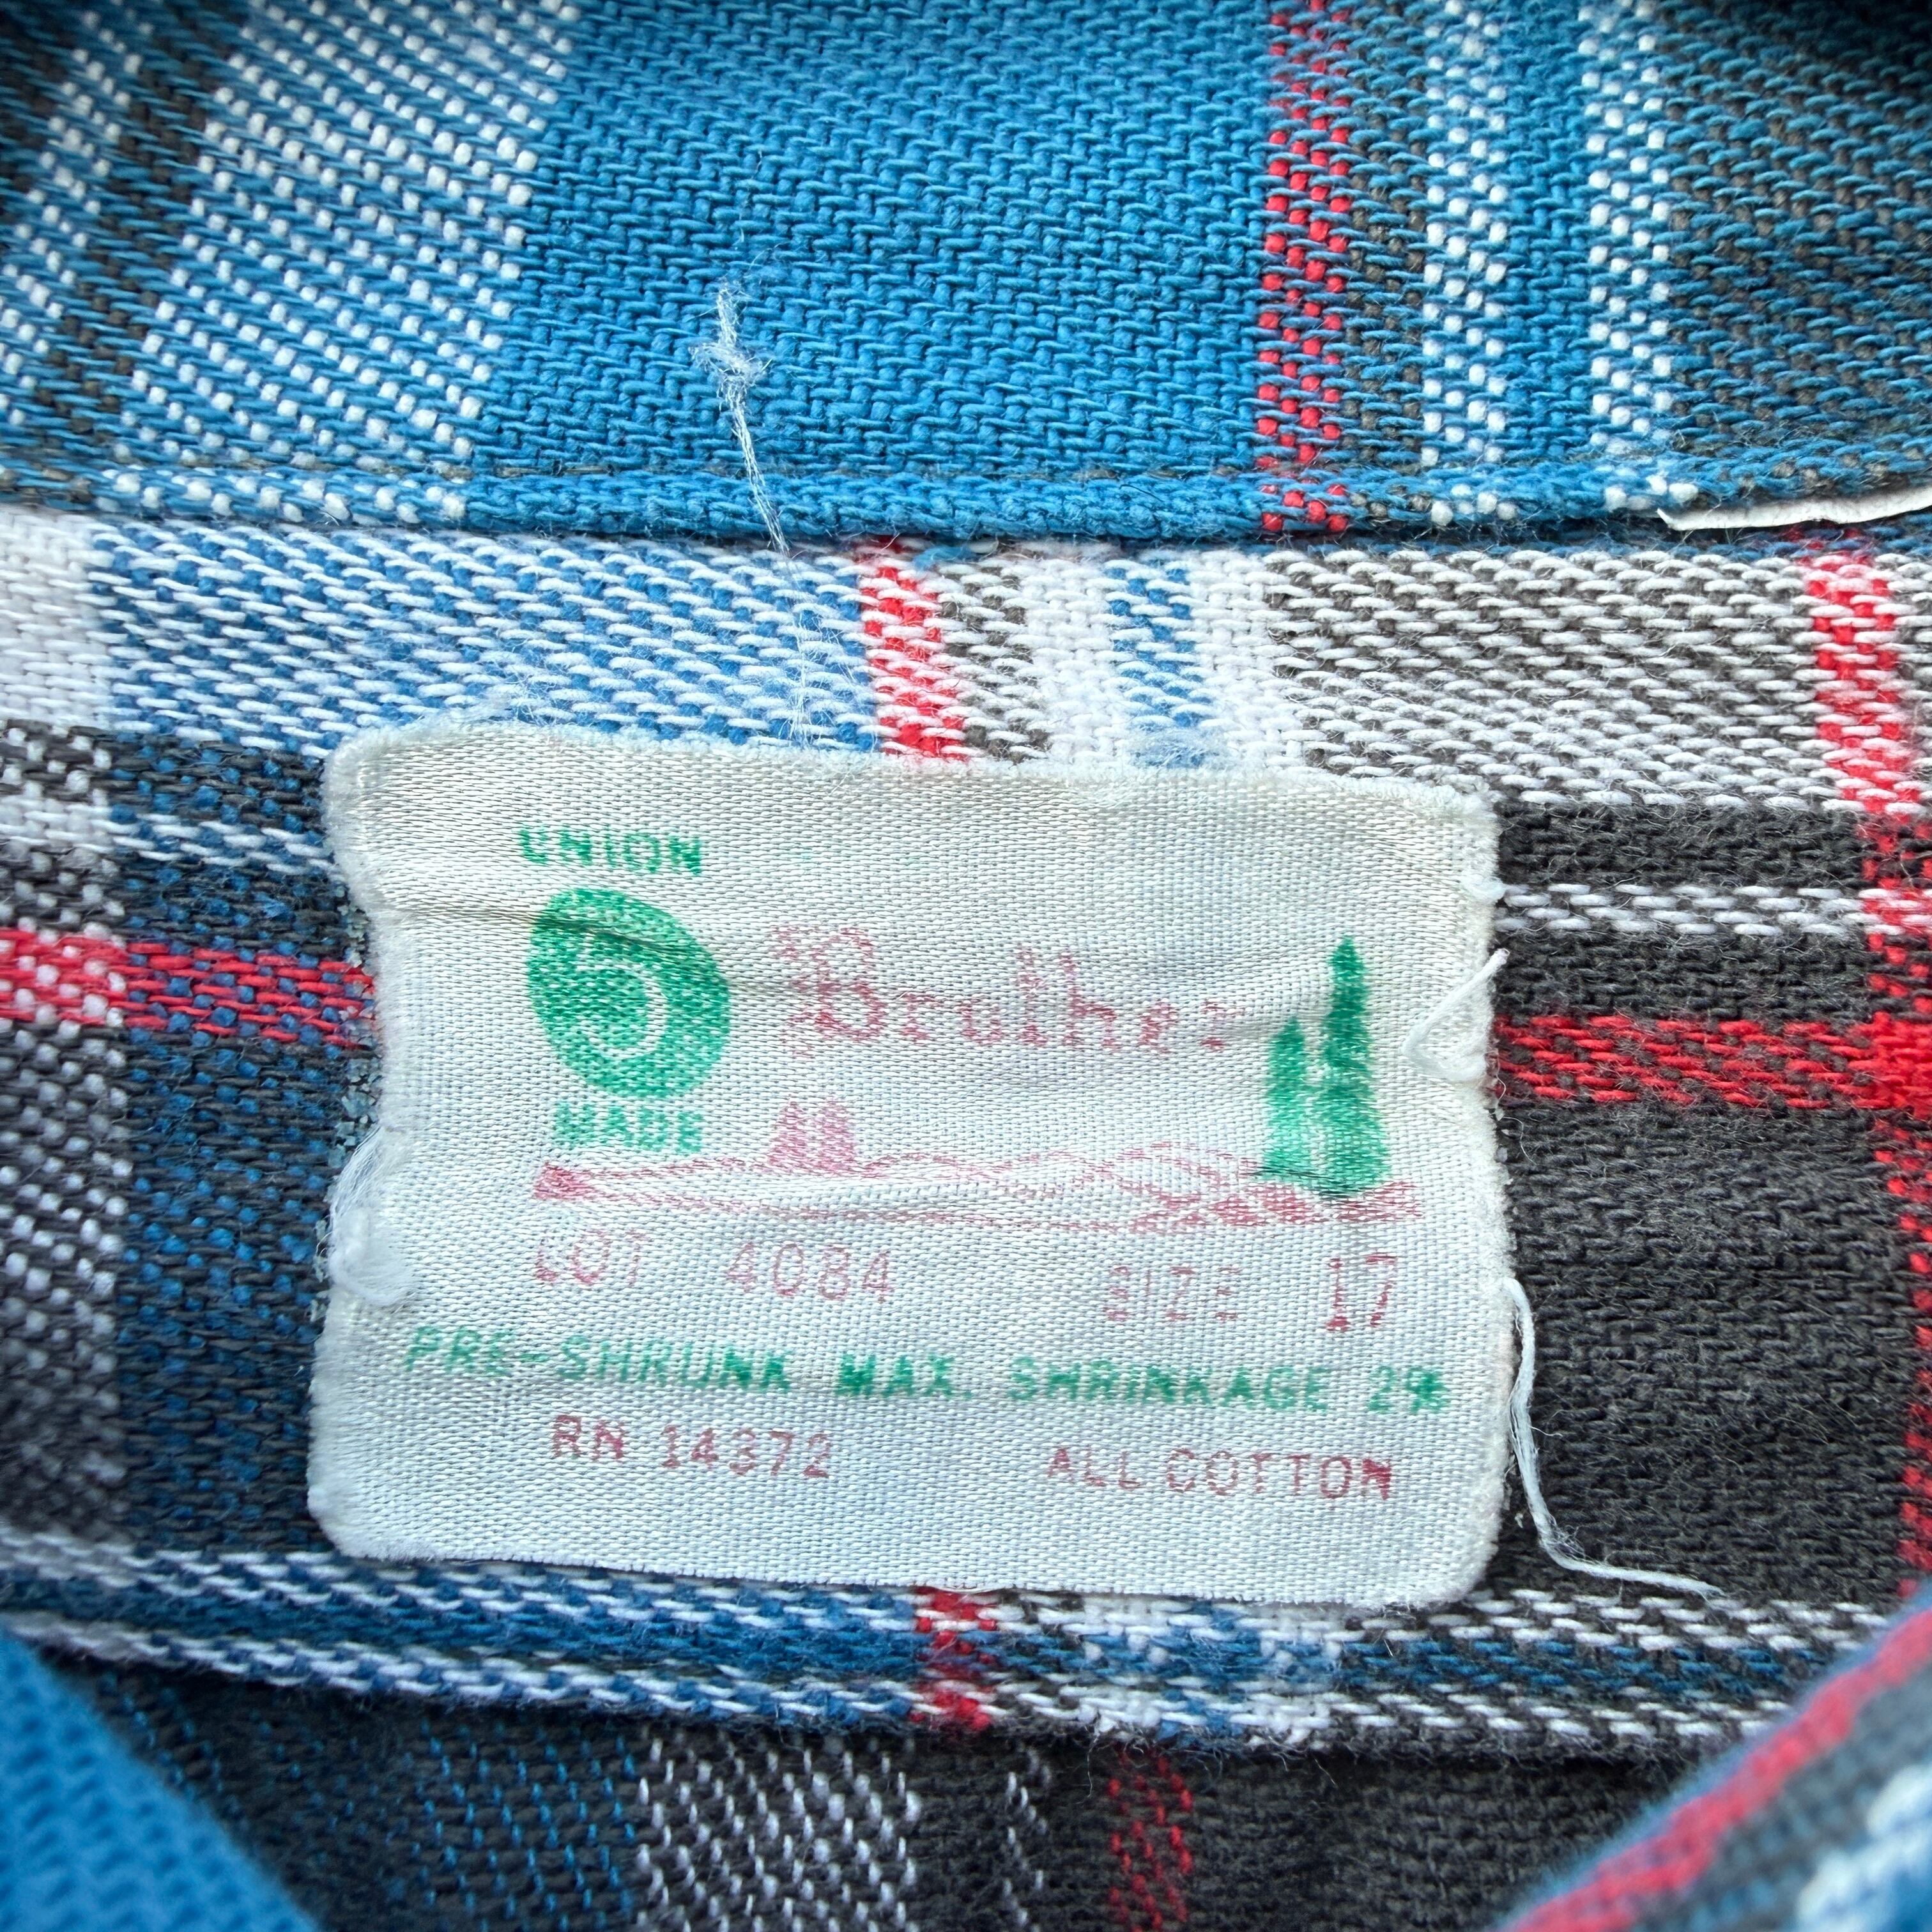 UNION
Brother
MADE
LOT 4084 SIZE 17
PRE-SHRUNK MAX. SHRINKAGE 2%
RN 14372 ALL COTTON